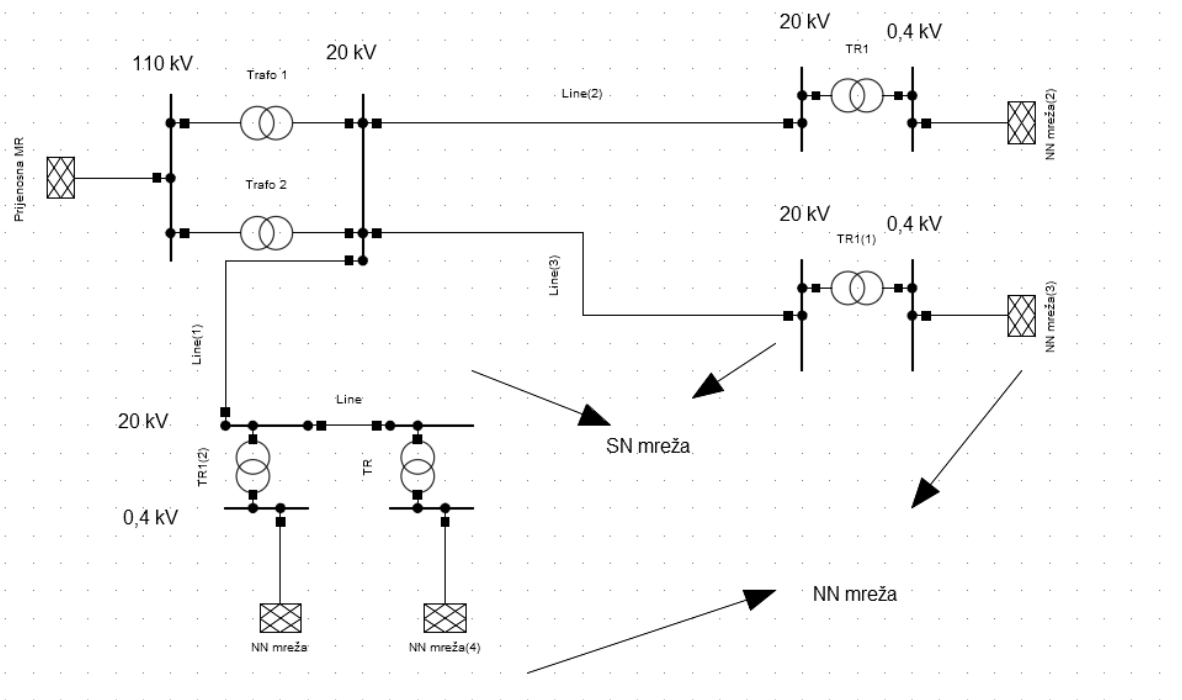 20 kV
0,4 kV
TR1
110 kV
20 kV
Trafo 1
Line(2)
NN mreža(2)
Prijenosna MR
Trafo 2
20 kV
0,4 kV
TR1(1)
Line(3)
NN mreža(3)
Line(1)
Line
20 kV
SN mreža
TR1(2)
TR
0,4 kV
NN mreža
NN mreža
NN mreža(4)